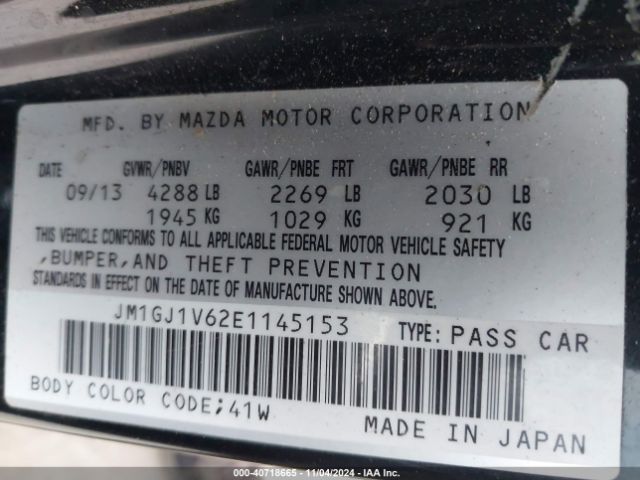 MFD. BY MAZDA MOTOR CORPORATION
DATE GVWR/PNBV GAWR/PNBE FRT GAWR/PNBE RR
09/13 4288 LB 2269 LB 2030 LB
1945 KG 1029 KG 921 KG
THIS VEHICLE CONFORMS TO ALL APPLICABLE FEDERAL MOTOR VEHICLE SAFETY
,BUMPER,AND THEFT PREVENTION
STANDARDS IN EFFECT ON THE DATE OF MANUFACTURE SHOWN ABOVE.
JM1GJ1V62E1145153 TYPE: PASS CAR
BODY COLOR CODE;41W
MADE IN JAPAN
000-40718665 - 11/04/2024 - IAA Inc.